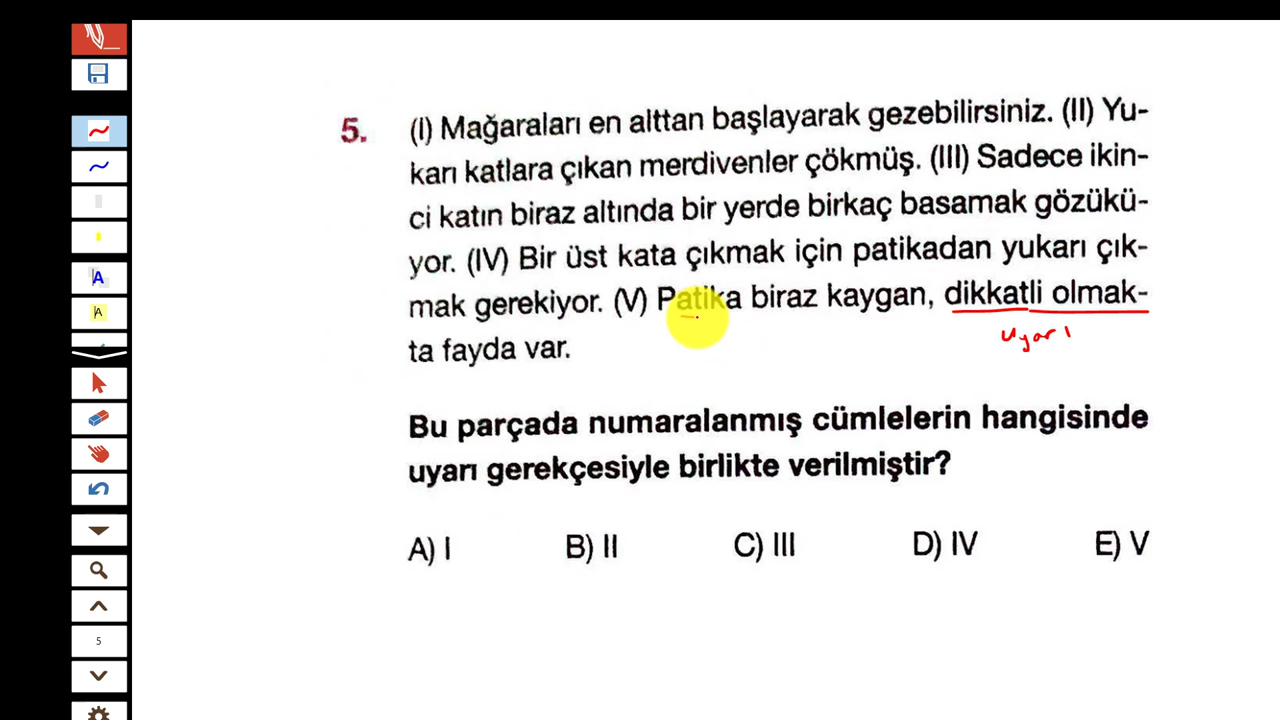 5. (I) Mağaraları en alttan başlayarak gezebilirsiniz. (II) Yu-
karı katlara çıkan merdivenler çökmüş. (III) Sadece ikin-
ci katın biraz altında bir yerde birkaç basamak gözükü-
yor. (IV) Bir üst kata çıkmak için patikadan yukarı çık-
mak gerekiyor. (V) Patika biraz kaygan, dikkatli olmak-
uyarı
ta fayda var.
Bu parçada numaralanmış cümlelerin hangisinde
uyarı gerekçesiyle birlikte verilmiştir?
A) I B) II C) III D) IV E) V
A
A
5